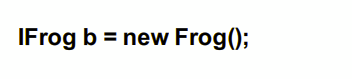 IFrog b = new Frog();